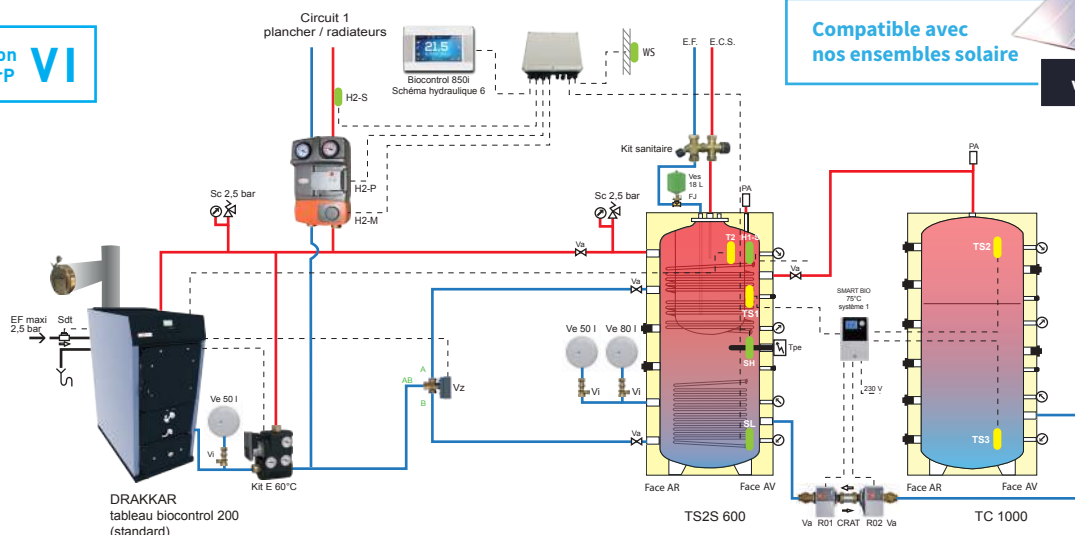 on
rP
VI
Circuit 1
plancher / radiateurs
21.5
Biocontrol 850i
Schéma hydraulique 6
WS
E.F.
E.C.S.
Compatible avec
nos ensembles solaire
H2-S
H2-P
H2-M
Kit sanitaire
Ves
18 L
FJ
PA
PA
Sc 2,5 bar
Sc 2,5 bar
Va
Va
Va
Va
T2
H1-S
TS1
SH
SL
Tpe
TS2
TS3
SMART BIO
75°C
système 1
230 V
EF maxi
2,5 bar
Sdt
Ve 50 l
Vi
Kit E 60°C
A
AB
B
Vz
Ve 50 l
Ve 80 l
Vi
Vi
DRAKKAR
tableau biocontrol 200
(standard)
Face AR
Face AV
TS2S 600
Va
R01
CRAT
R02
Va
Face AR
Face AV
TC 1000